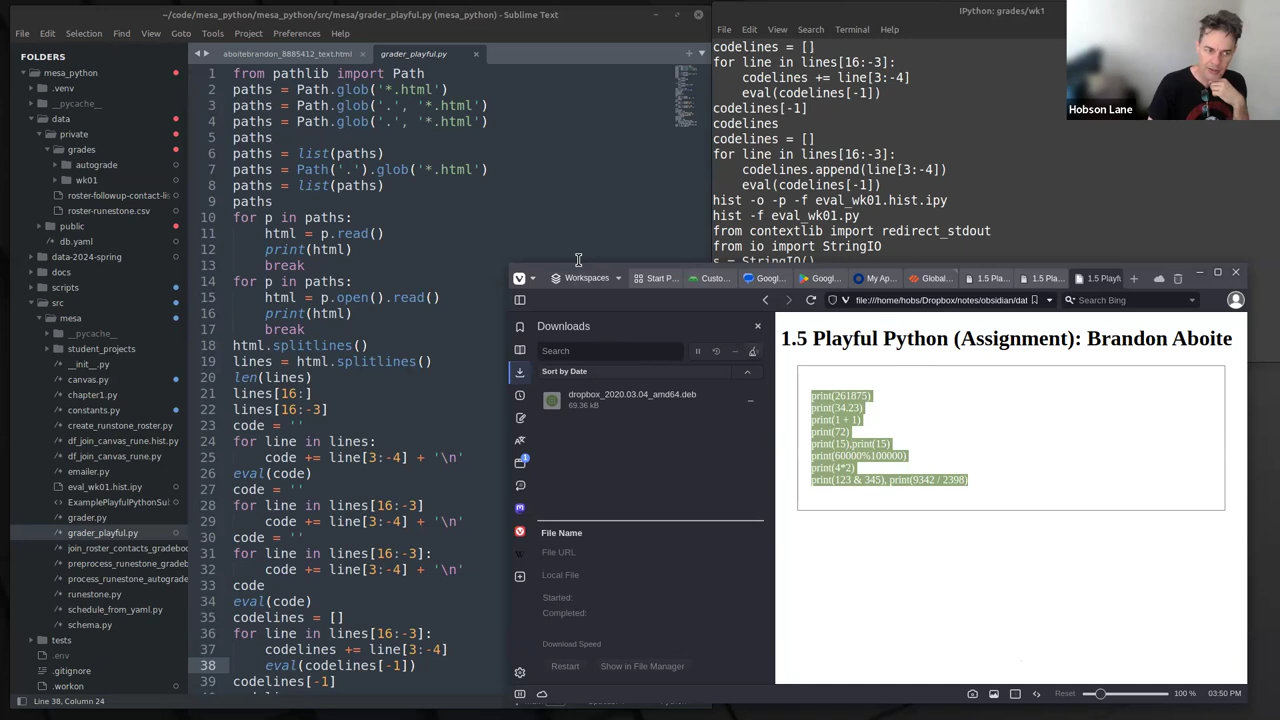 ~/code/mesa_python/mesa_python/src/mesa/grader_playful.py (mesa_python) - Sublime Text
File Edit Selection Find View Goto Tools Project Preferences Help
FOLDERS
mesa_python
.venv
__pycache__
data
private
grades
autograde
wk01
roster-followup-contact-li
roster-runestone.csv
public
db.yaml
data-2024-spring
docs
scripts
src
mesa
__pycache__
student_projects
__init__.py
canvas.py
chapter1.py
constants.py
create_runestone_roster.py
df_join_canvas_rune.hist.py
df_join_canvas_rune.py
emailer.py
eval_wk01.hist.ipy
ExamplePlayfulPythonSu
grader.py
grader_playful.py
join_roster_contacts_gradeboo
preprocess_runestone_gradeb
process_runestone_autograde
runestone.py
schedule_from_yaml.py
schema.py
tests
.env
.gitignore
.workon
README.md
Line 38, Column 24
aboitebrandon_8885412_text.html
grader_playful.py
1 from pathlib import Path
2 paths = Path.glob('*.html')
3 paths = Path.glob('.', '*.html')
4 paths = Path.glob('.', '*.html')
5 paths
6 paths = list(paths)
7 paths = Path('.').glob('*.html')
8 paths = list(paths)
9 paths
10 for p in paths:
11 html = p.read()
12 print(html)
13 break
14 for p in paths:
15 html = p.open().read()
16 print(html)
17 break
18 html.splitlines()
19 lines = html.splitlines()
20 len(lines)
21 lines[16:]
22 lines[16:-3]
23 code = ''
24 for line in lines:
25 code += line[3:-4] + '\n'
26 eval(code)
27 code = ''
28 for line in lines[16:-3]
29 code += line[3:-4] + '\n'
30 code = ''
31 for line in lines[16:-3]:
32 code += line[3:-4] + '\n'
33 code
34 eval(code)
35 codelines = []
36 for line in lines[16:-3]:
37 codelines += line[3:-4]
38 eval(codelines[-1])
39 codelines[-1]
IPython: grades/wk1
File Edit View Search Terminal Help
codelines = []
for line in lines[16:-3]:
codelines += line[3:-4]
eval(codelines[-1])
codelines[-1]
codelines
codelines = []
for line in lines[16:-3]:
codelines.append(line[3:-4])
eval(codelines[-1])
hist -o -p -f eval_wk01.hist.ipy
hist -f eval_wk01.py
from contextlib import redirect_stdout
from io import StringIO
s = StringIO()
Hobson Lane
Workspaces
Start P...
Custo...
Googl...
Googl...
My Ap...
Global...
1.5 Pla...
1.5 Pla...
1.5 Playf
file:///home/hobs/Dropbox/notes/obsidian/dat
Search Bing
Downloads
Search
Sort by Date
dropbox_2020.03.04_amd64.deb
69.36 kB
File Name
File URL
Local File
Started:
Completed:
Download Speed
Restart
Show in File Manager
1.5 Playful Python (Assignment): Brandon Aboite
print(261875)
print(34.23)
print(1 + 1)
print(72)
print(15),print(15)
print(60000%100000)
print(4*2)
print(123 & 345), print(9342 / 2398)
Reset
100 %
03:50 PM